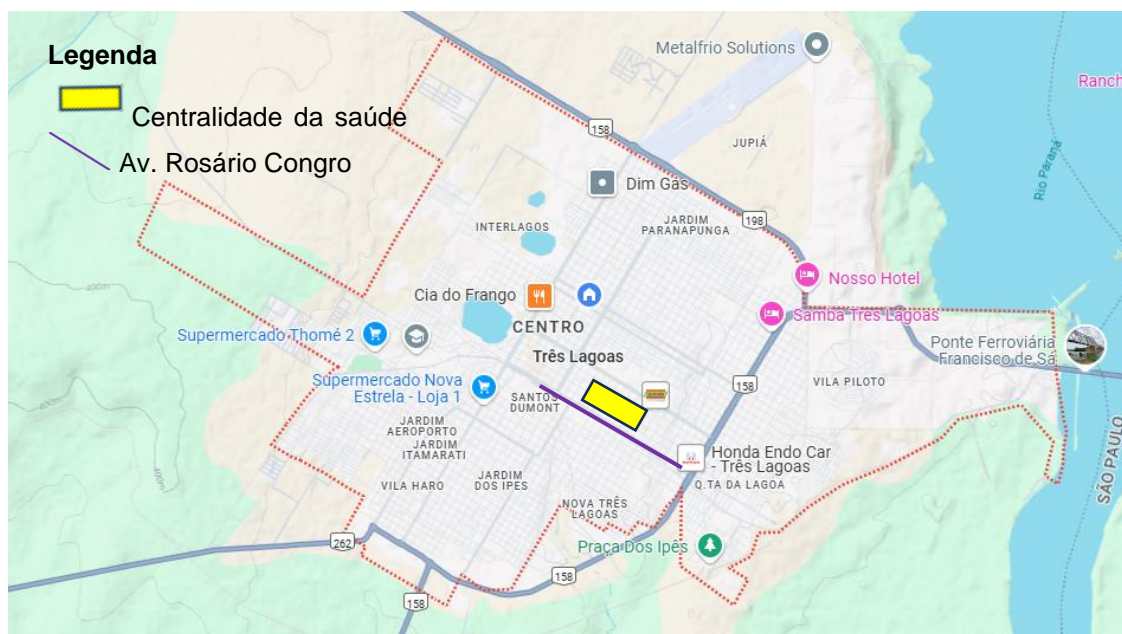 Legenda
Centralidade da saúde
Av. Rosário Congro
Metalfrio Solutions
Ranch
158
JUPIÁ
Dim Gás
Rio Paraná
INTERLAGOS
JARDIM
PARANAPUNGA
198
Nosso Hotel
Cia do Frango
Samba Tres Lagoas
CENTRO
Supermercado Thomé 2
Ponte Ferroviária
Francisco de Sá
Três Lagoas
Supermercado Nova
Estrela - Loja 1
158
VILA PILOTO
SANTOS
DUMONT
JARDIM
AEROPORTO
JARDIM
ITAMARATI
Honda Endo Car
- Três Lagoas
SÃO PAULO
VILA HARO
JARDIM
DOS IPES
Q.TA DA LAGOA
NOVA TRÊS
LAGOAS
262
Praça Dos Ipês
158
158